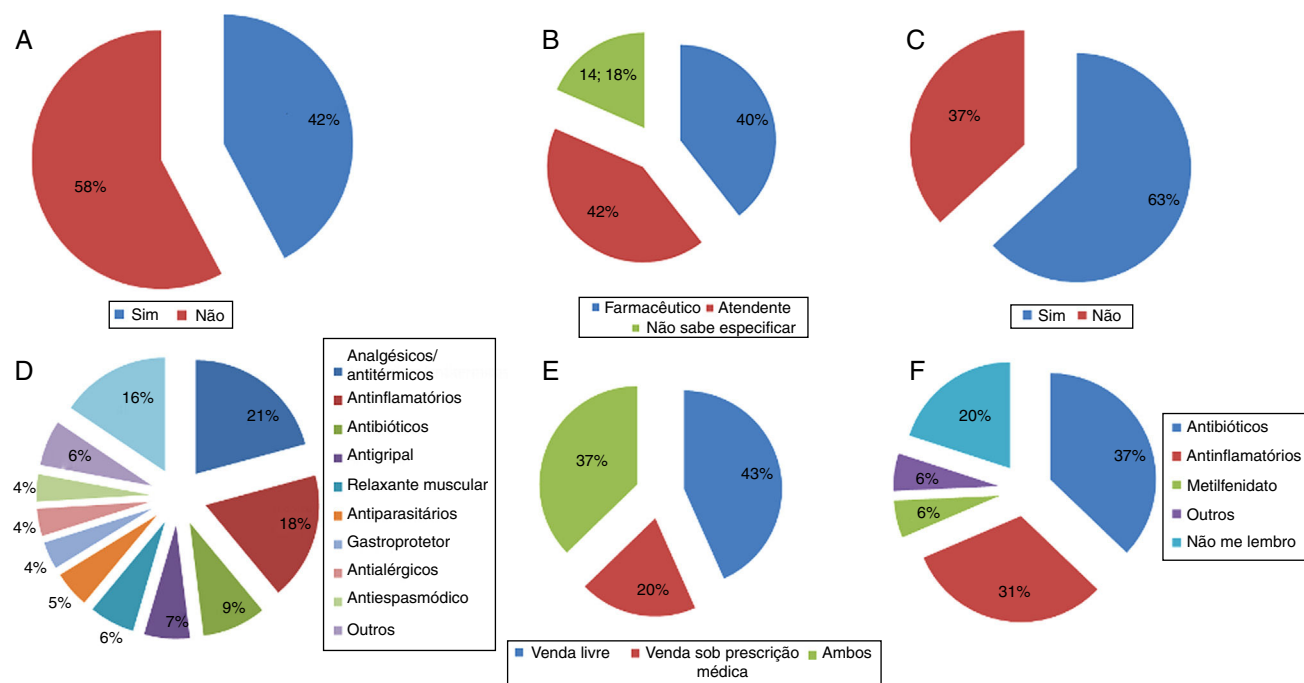 A
42%
58%
Sim Não
B
14; 18%
40%
42%
Farmacêutico Atendente
Não sabe especificar
C
37%
63%
Sim Não
D
16%
21%
6%
4%
18%
4%
4%
5%
6%
7%
9%
Analgésicos/
antitérmicos
Antinflamatórios
Antibióticos
Antigripal
Relaxante muscular
Antiparasitários
Gastroprotetor
Antialérgicos
Antiespasmódico
Outros
E
37%
43%
20%
Venda livre Venda sob prescrição Ambos
médica
F
20%
37%
6%
6%
31%
Antibióticos
Antinflamatórios
Metilfenidato
Outros
Não me lembro